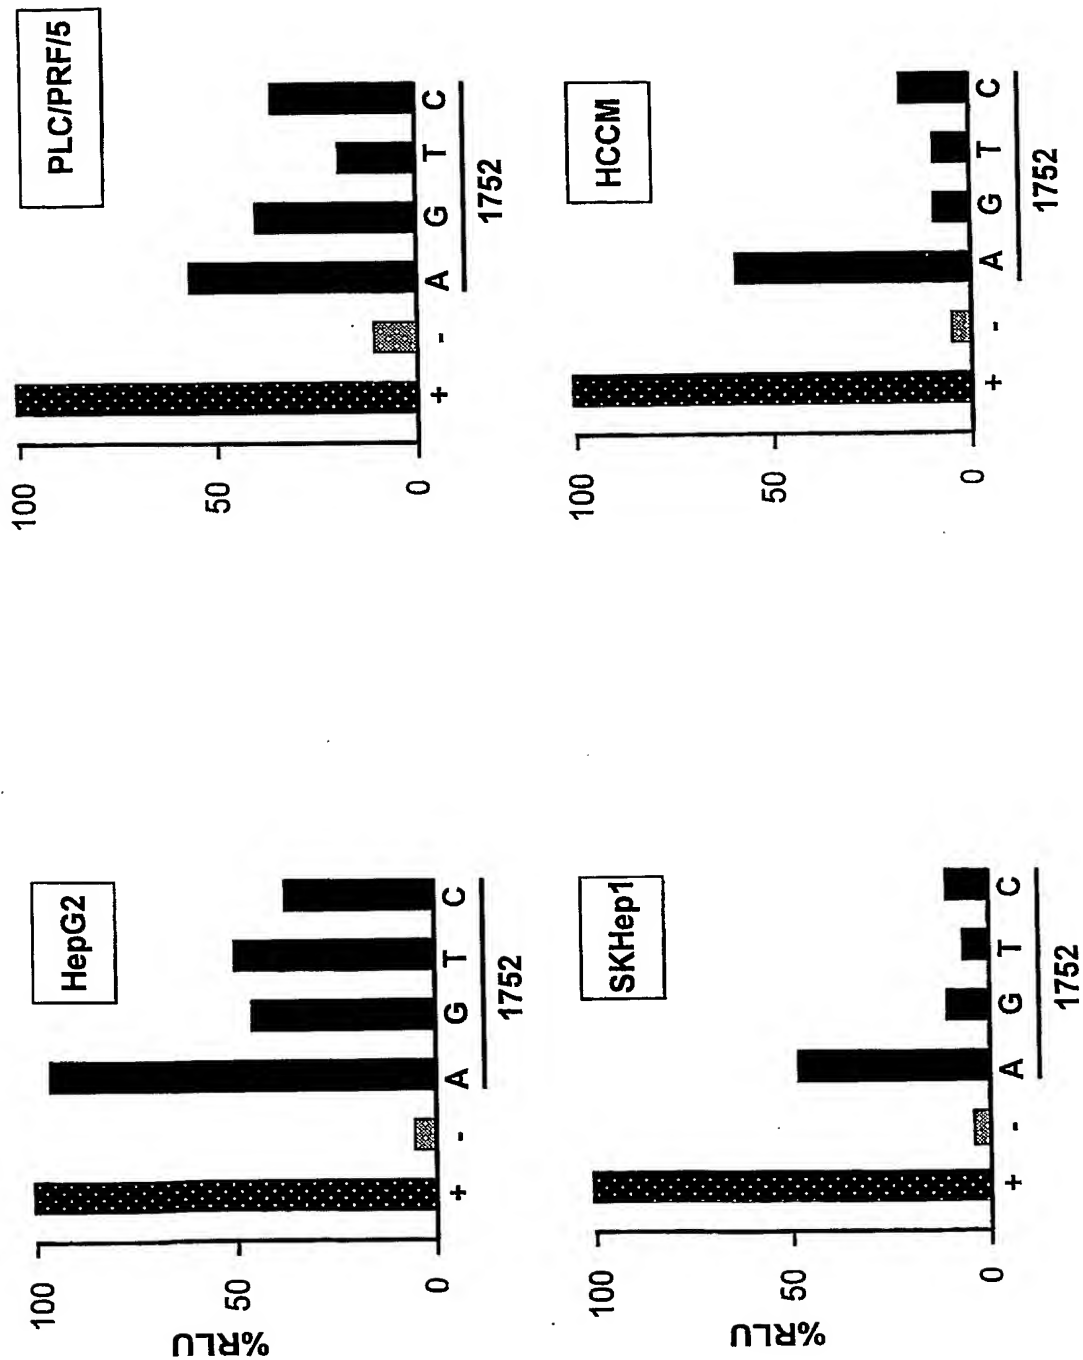 HepG2
%RLU
100
50
0
+ - A G T C
1752
PLC/PRF/5
100
50
0
+ - A G T C
1752
SKHep1
%RLU
100
50
0
+ - A G T C
1752
HCCM
100
50
0
+ - A G T C
1752